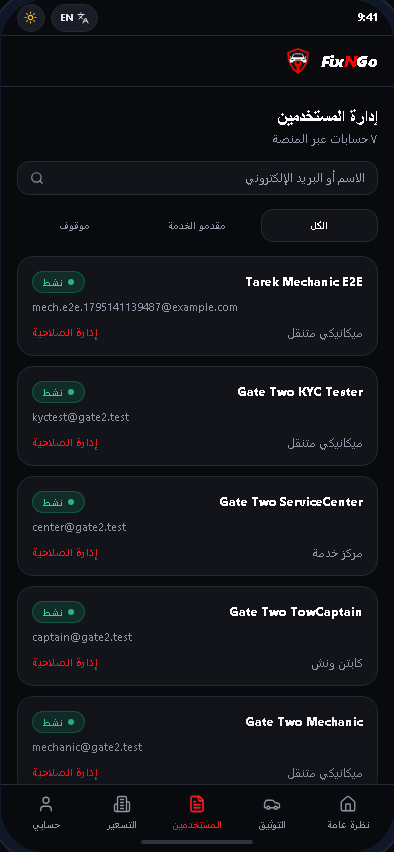 9:41
EN
FixNGo
إدارة المستخدمين
٧ حسابات عبر المنصة
الاسم أو البريد الإلكتروني
الكل
مقدمو الخدمة
موقوف
Tarek Mechanic E2E
نشط
mech.e2e.1795141139487@example.com
ميكانيكي متنقل
إدارة الصلاحية
Gate Two KYC Tester
نشط
kyctest@gate2.test
ميكانيكي متنقل
إدارة الصلاحية
Gate Two ServiceCenter
نشط
center@gate2.test
مركز خدمة
إدارة الصلاحية
Gate Two TowCaptain
نشط
captain@gate2.test
كابتن ونش
إدارة الصلاحية
Gate Two Mechanic
نشط
mechanic@gate2.test
ميكانيكي متنقل
إدارة الصلاحية
نظرة عامة
التوثيق
المستخدمين
التسعير
حسابي